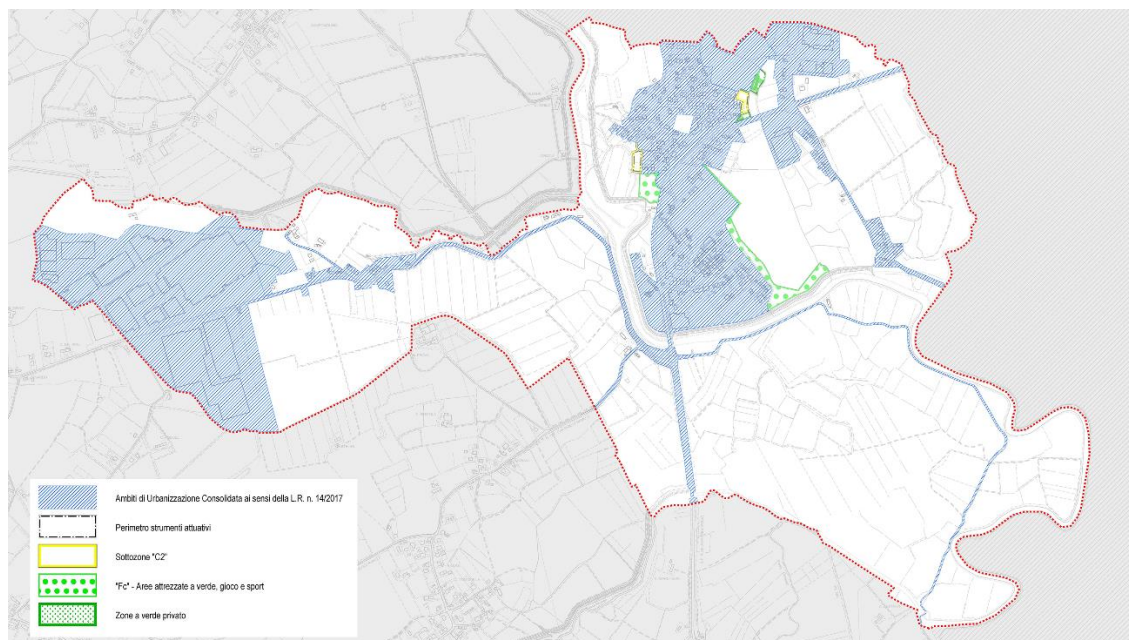 Ambiti di Urbanizzazione Consolidata ai sensi della L.R. n. 14/2017
Perimetro strumenti attuativi
Sottozone "C2"
"Fc" - Aree attrezzate a verde, gioco e sport
Zone a verde privato